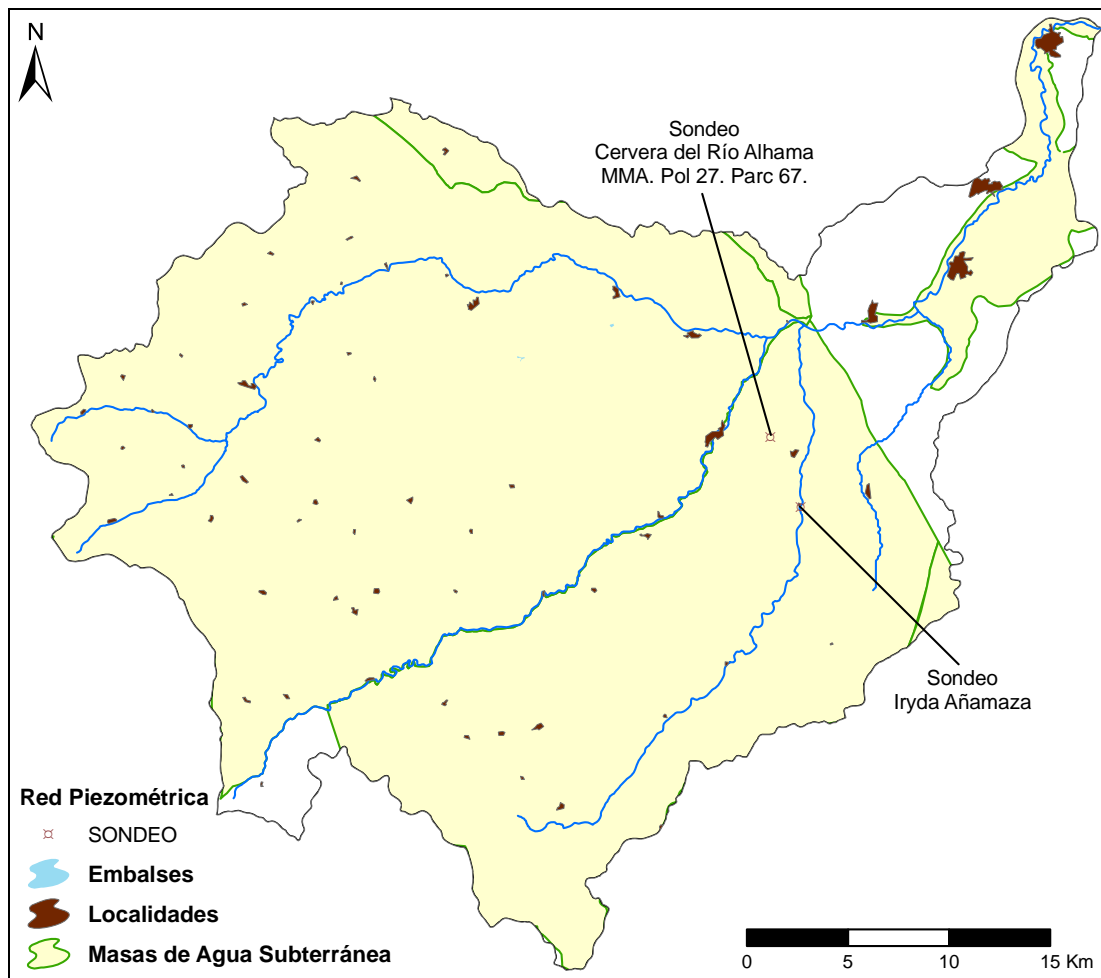 N
Sondeo
Cervera del Río Alhama
MMA. Pol 27. Parc 67.
Sondeo
Iryda Añamaza
Red Piezométrica
SONDEO
Embalses
Localidades
Masas de Agua Subterránea
0 5 10 15 Km